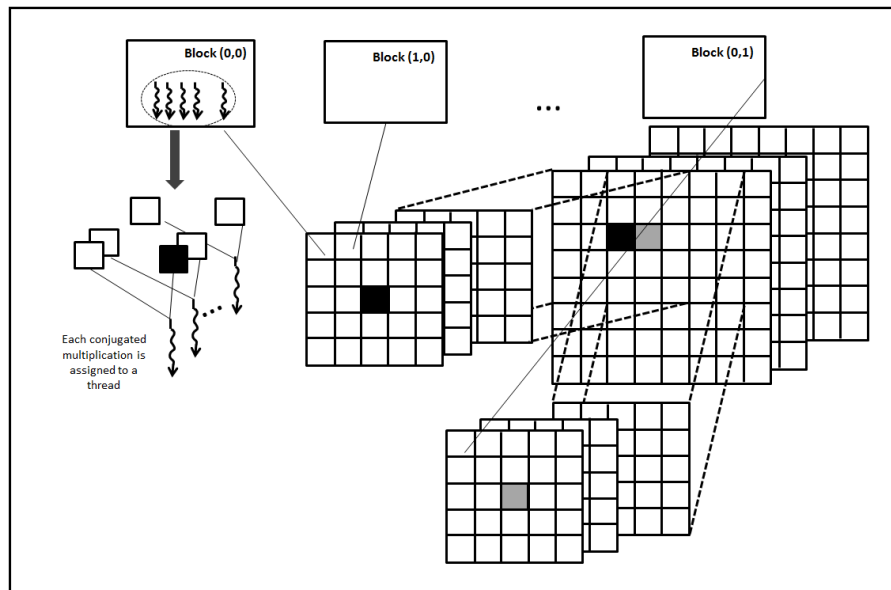 Block (0,0)
Block (1,0)
Block (0,1)
...
Each conjugated
multiplication is
assigned to a
thread